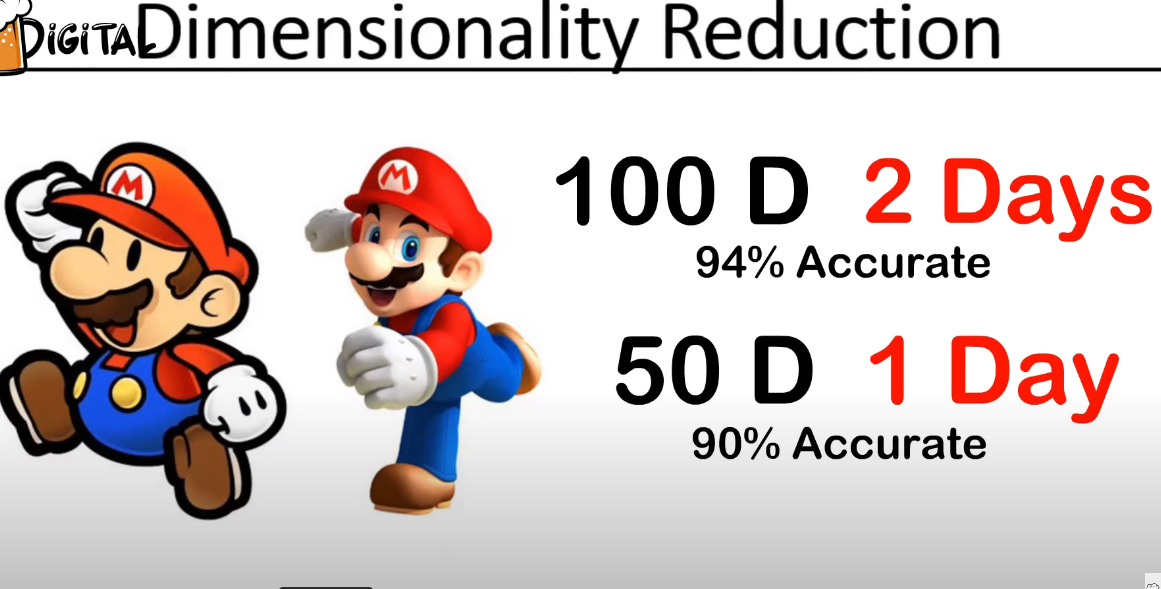 DiGiTAL
Dimensionality Reduction
M
M
100 D 2 Days
94% Accurate
50 D 1 Day
90% Accurate